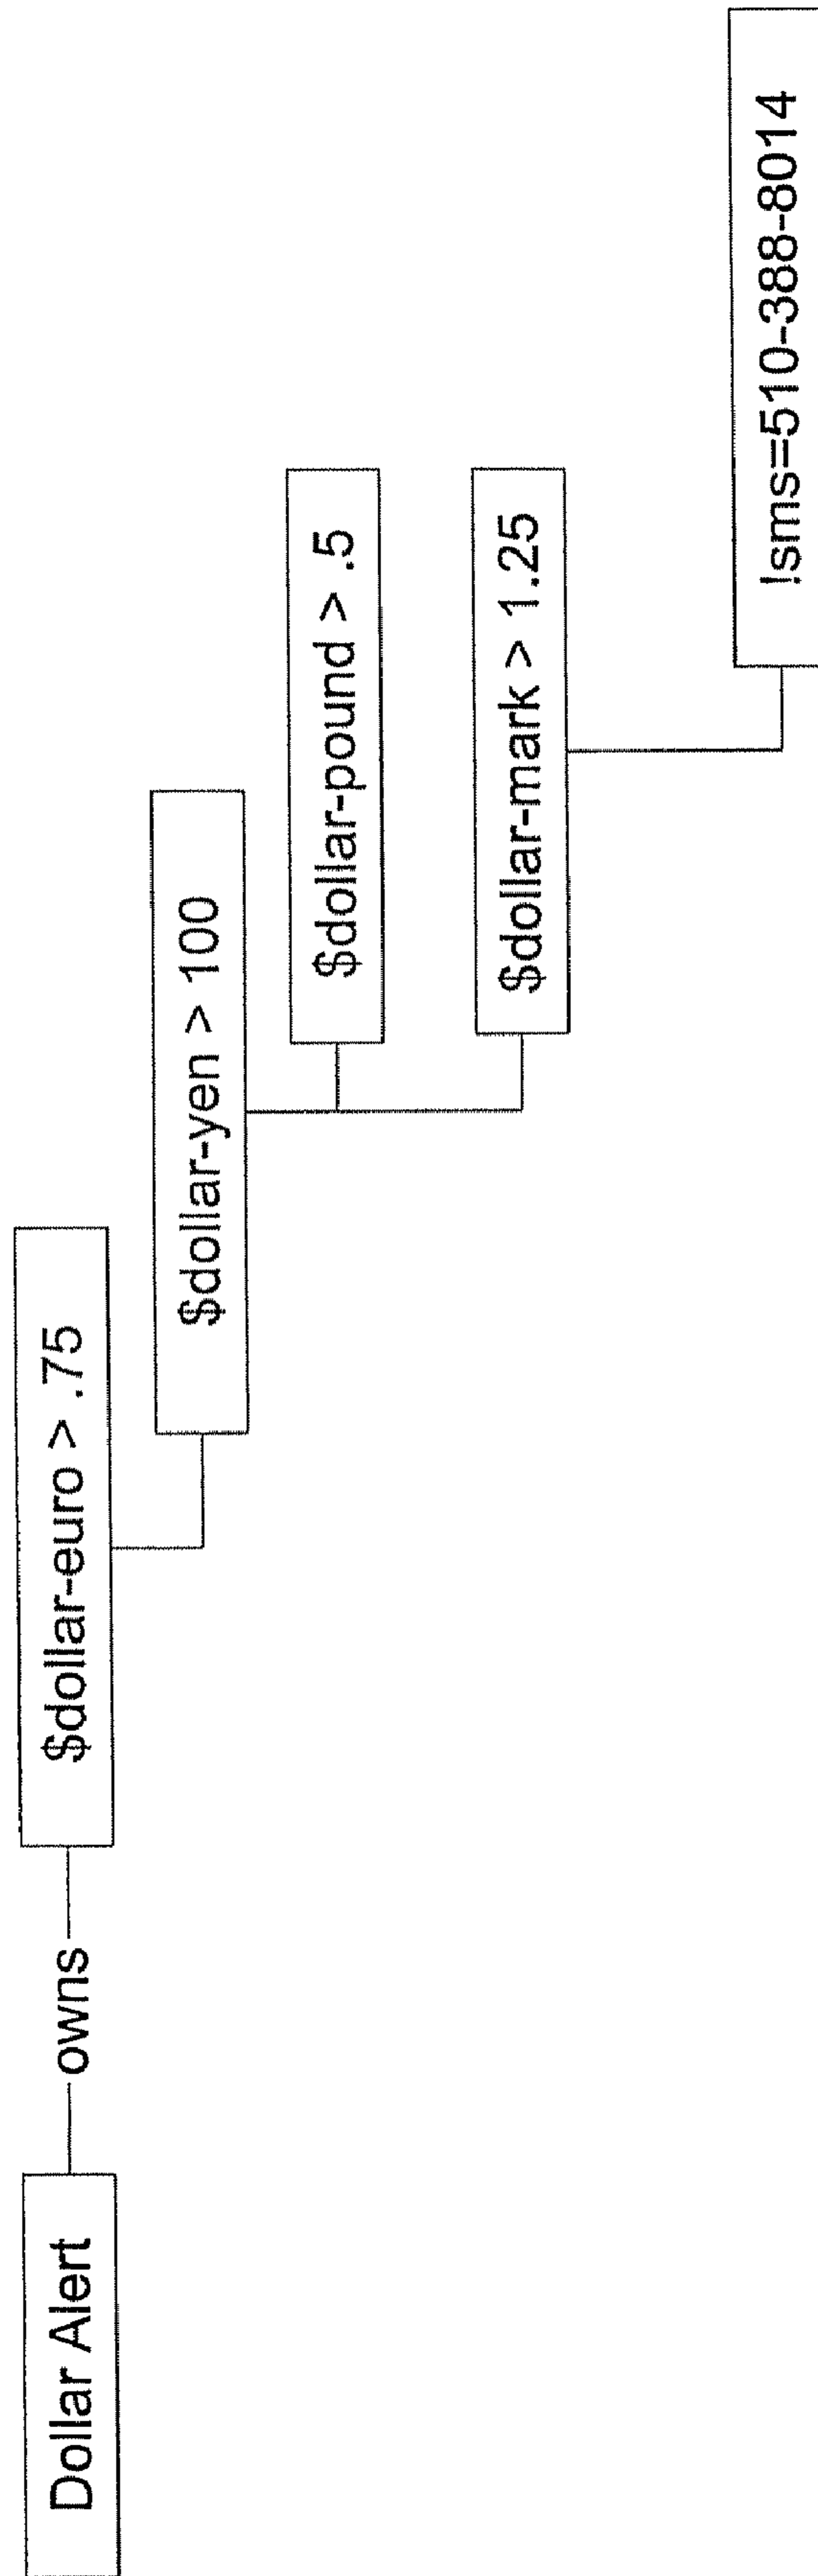 Dollar Alert
owns
$dollar-euro > .75
$dollar-yen > 100
$dollar-pound > .5
$dollar-mark > 1.25
!sms=510-388-8014